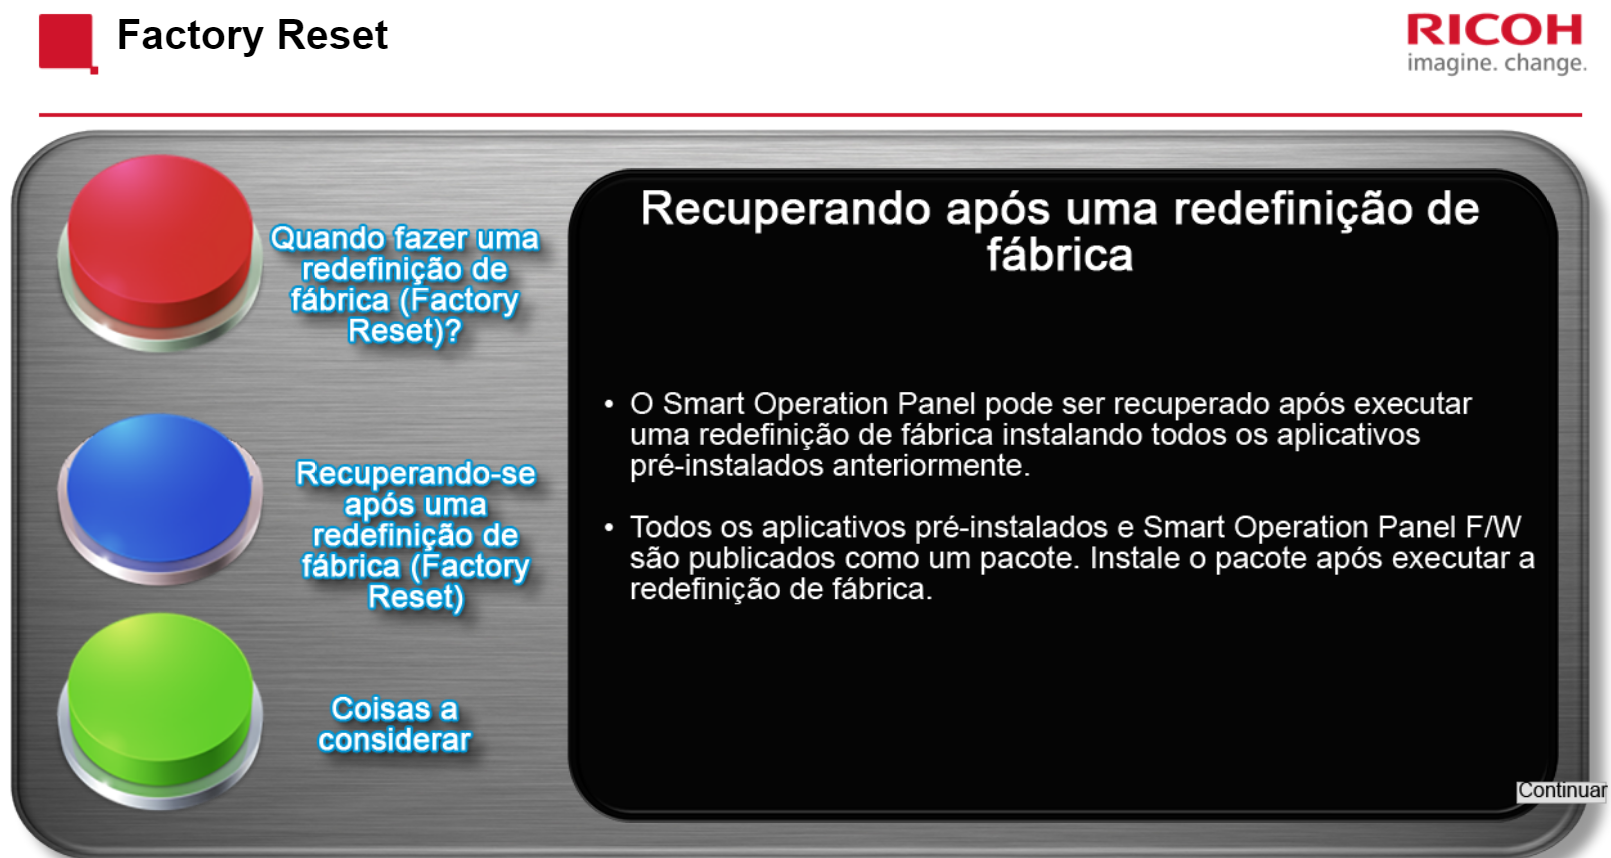 Factory Reset
RICOH
imagine. change.
Quando fazer uma
redefinição de
fábrica (Factory
Reset)?
Recuperando-se
após uma
redefinição de
fábrica (Factory
Reset)
Coisas a
considerar
Recuperando após uma redefinição de
fábrica
• O Smart Operation Panel pode ser recuperado após executar
uma redefinição de fábrica instalando todos os aplicativos
pré-instalados anteriormente.
• Todos os aplicativos pré-instalados e Smart Operation Panel F/W
são publicados como um pacote. Instale o pacote após executar a
redefinição de fábrica.
Continuar